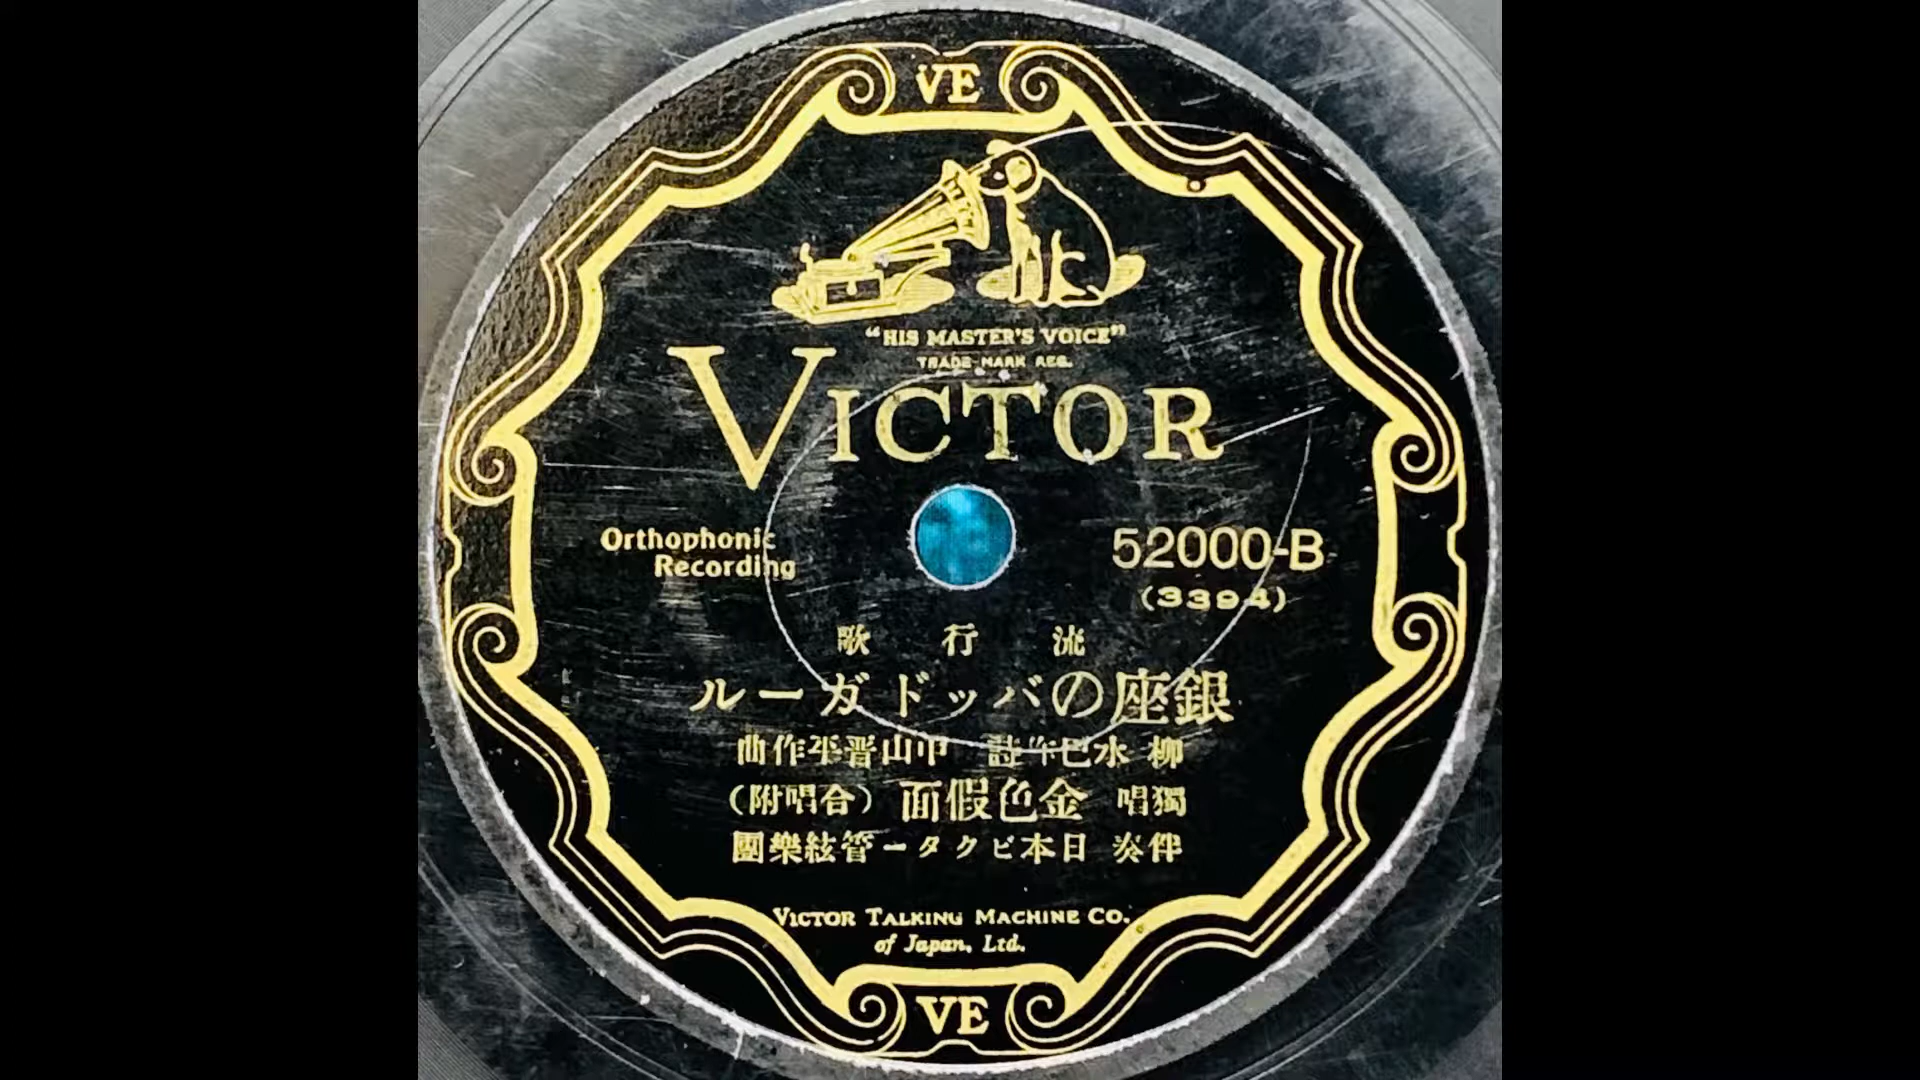 VE
"HIS MASTER'S VOICE"
TRADE MARK REG.
VICTOR
Orthophonic
Recording
52000-B
(3394)
流行歌
銀座のバッドガール
柳水巴作詩 中山晋平作曲
獨唱 金色假面 (合唱附)
伴奏 日本ビクター管絃樂團
VICTOR TALKING MACHINE CO.
of Japan, Ltd.
VE